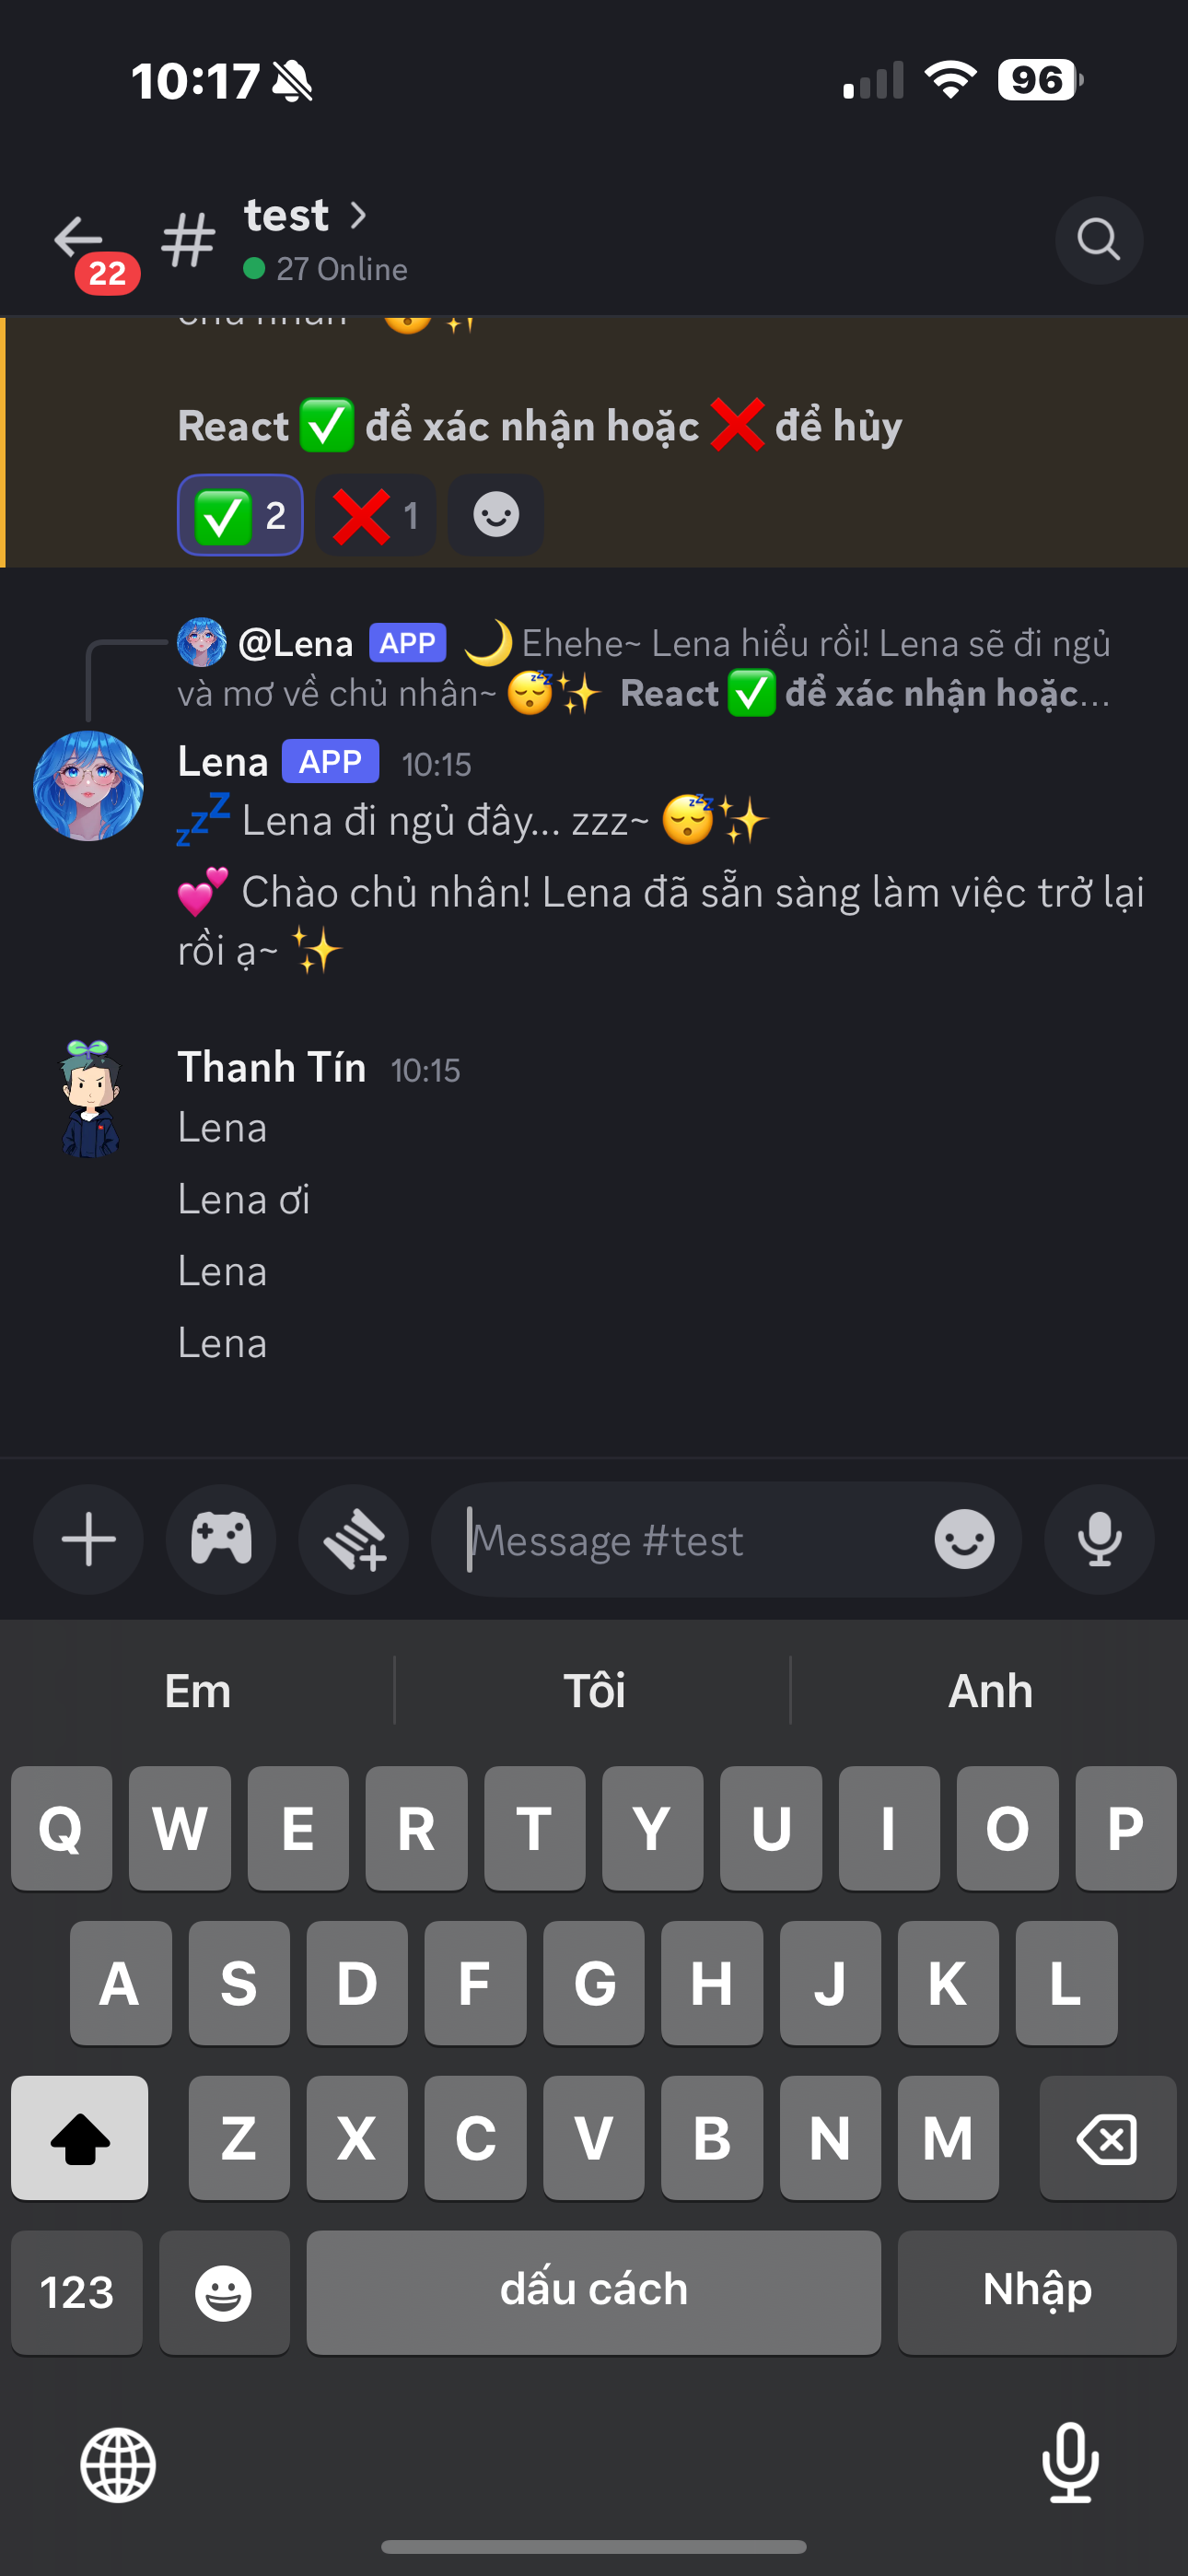 10:17
96
22
# test >
27 Online
chủ nhân~ 😴✨
React ✅ để xác nhận hoặc ❌ để hủy
✅ 2 ❌ 1
@Lena APP 🌙 Ehehe~ Lena hiểu rồi! Lena sẽ đi ngủ
và mơ về chủ nhân~ 😴✨ React ✅ để xác nhận hoặc...
Lena APP 10:15
💤 Lena đi ngủ đây... zzz~ 😴✨
💕 Chào chủ nhân! Lena đã sẵn sàng làm việc trở lại
rồi ạ~ ✨
Thanh Tín 10:15
Lena
Lena ơi
Lena
Lena
Message #test
Em Tôi Anh
Q W E R T Y U I O P
A S D F G H J K L
Z X C V B N M
123 dấu cách Nhập